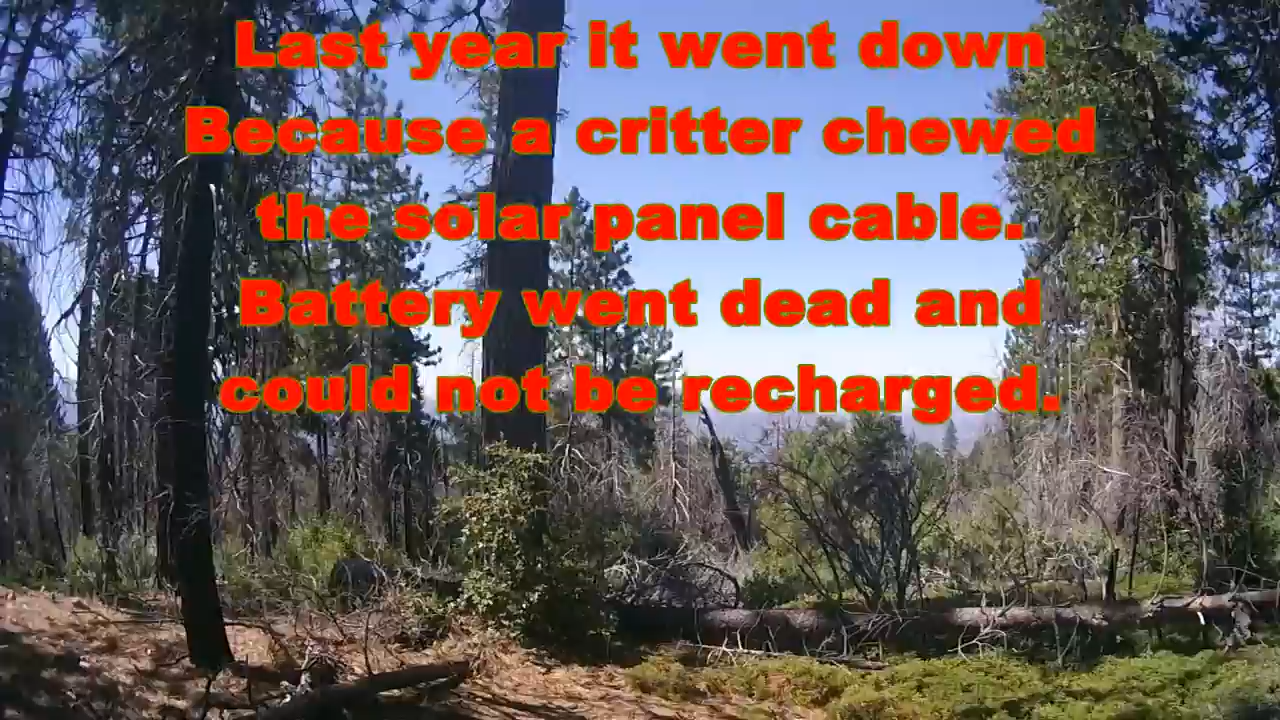 Last year it went down
Because a critter chewed
the solar panel cable.
Battery went dead and
could not be recharged.